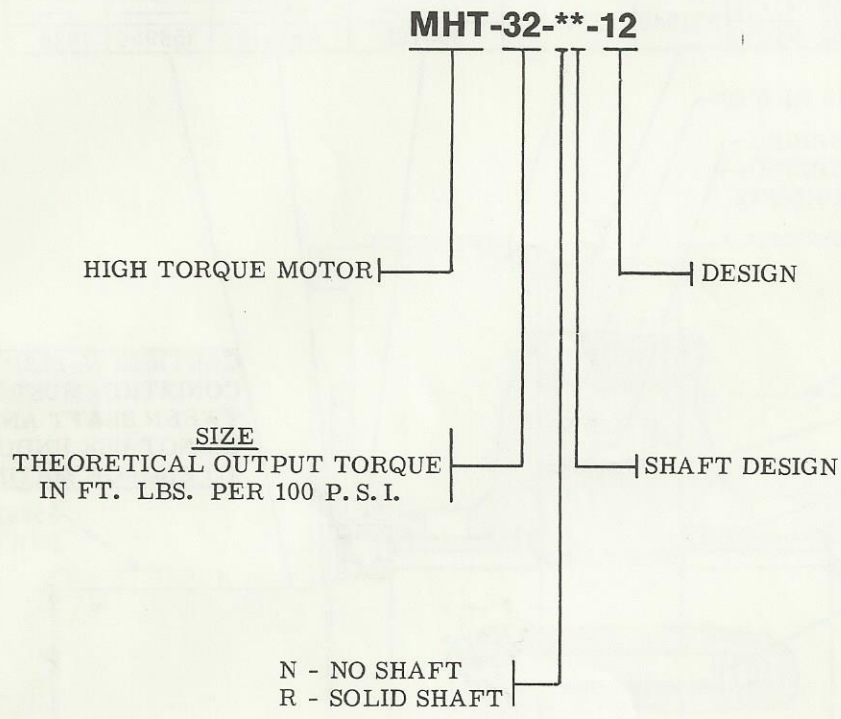 MHT-32-**-12
HIGH TORQUE MOTOR
DESIGN
SIZE
THEORETICAL OUTPUT TORQUE
IN FT. LBS. PER 100 P.S.I.
SHAFT DESIGN
N - NO SHAFT
R - SOLID SHAFT